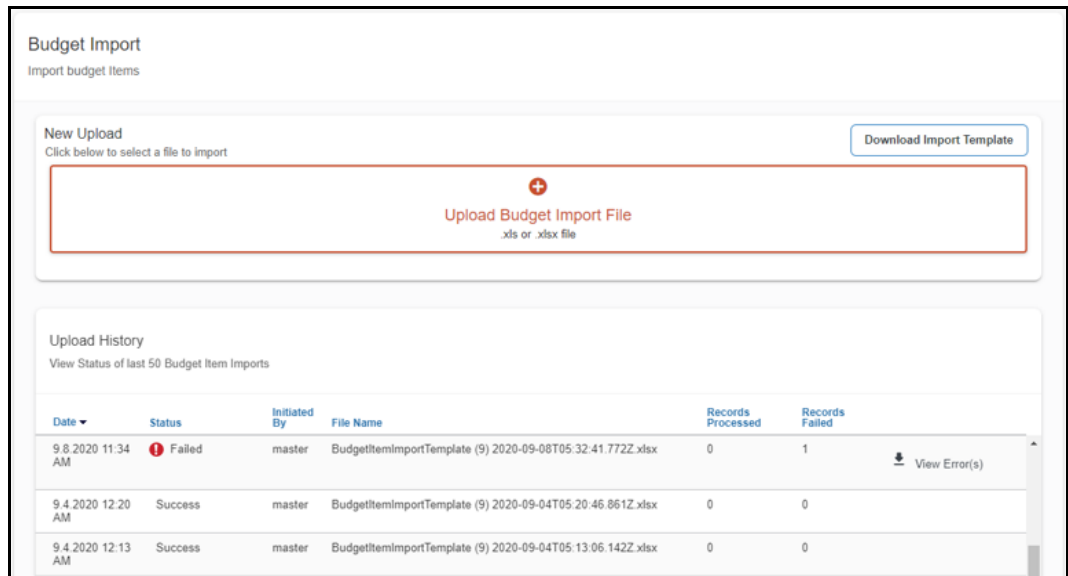 Budget Import
Import budget Items
New Upload
Click below to select a file to import
Download Import Template
Upload Budget Import File
.xls or .xlsx file
Upload History
View Status of last 50 Budget Item Imports
Date Status Initiated By File Name Records Processed Records Failed
9.8.2020 11:34 AM Failed master BudgetItemImportTemplate (9) 2020-09-08T05:32:41.772Z.xlsx 0 1 View Error(s)
9.4.2020 12:20 AM Success master BudgetItemImportTemplate (9) 2020-09-04T05:20:46.861Z.xlsx 0 0
9.4.2020 12:13 AM Success master BudgetItemImportTemplate (9) 2020-09-04T05:13:06.142Z.xlsx 0 0